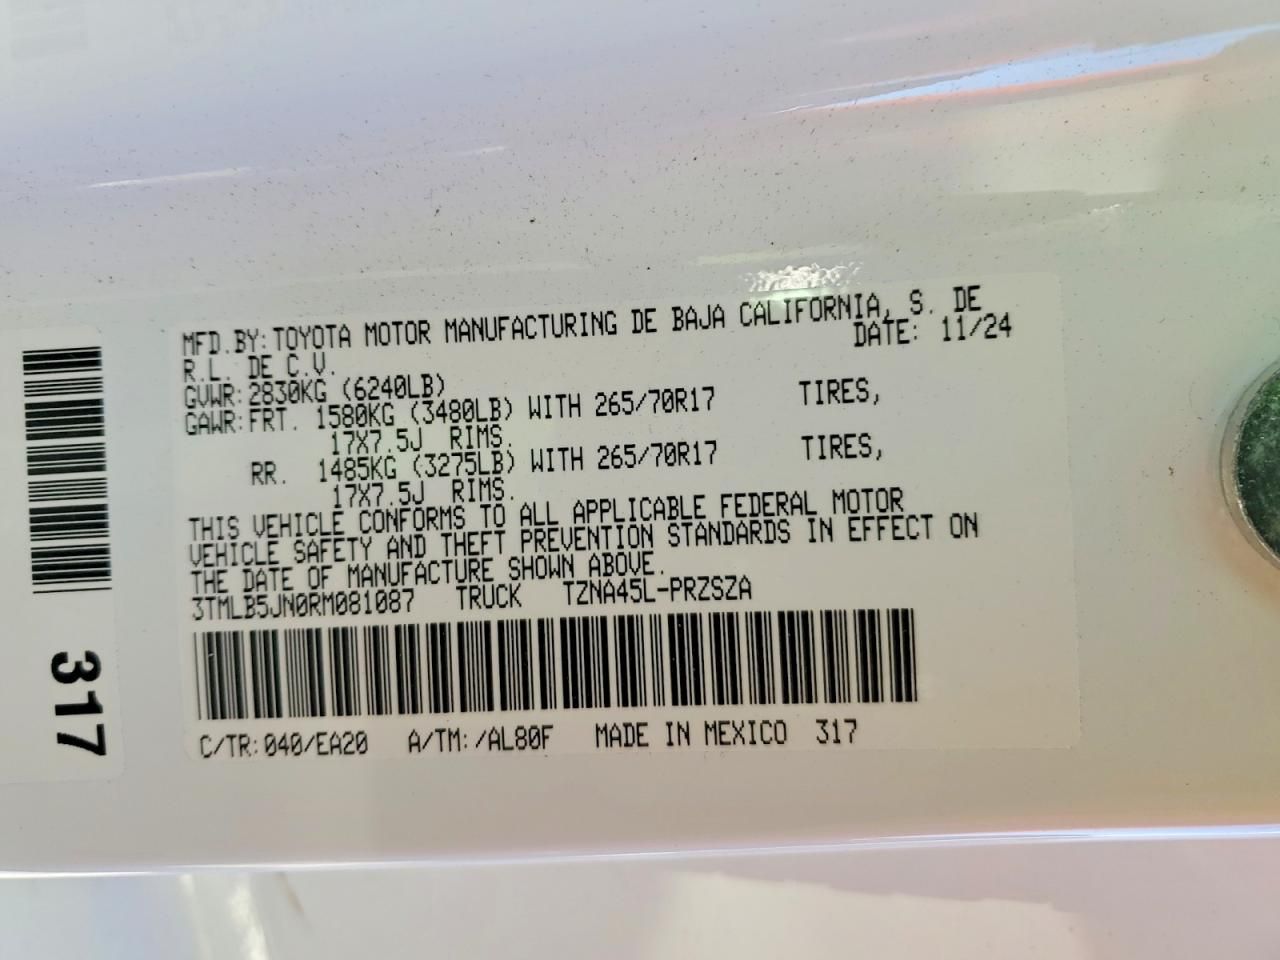 MFD.BY:TOYOTA MOTOR MANUFACTURING DE BAJA CALIFORNIA, S. DE
R.L. DE C.V. DATE: 11/24
GVWR:2830KG (6240LB)
GAWR:FRT. 1580KG (3480LB) WITH 265/70R17 TIRES,
17X7.5J RIMS.
RR. 1485KG (3275LB) WITH 265/70R17 TIRES,
17X7.5J RIMS.
THIS VEHICLE CONFORMS TO ALL APPLICABLE FEDERAL MOTOR
VEHICLE SAFETY AND THEFT PREVENTION STANDARDS IN EFFECT ON
THE DATE OF MANUFACTURE SHOWN ABOVE.
3TMLB5JN0RM081087 TRUCK TZNA45L-PRZSZA
C/TR:040/EA20 A/TM:/AL80F MADE IN MEXICO 317
317